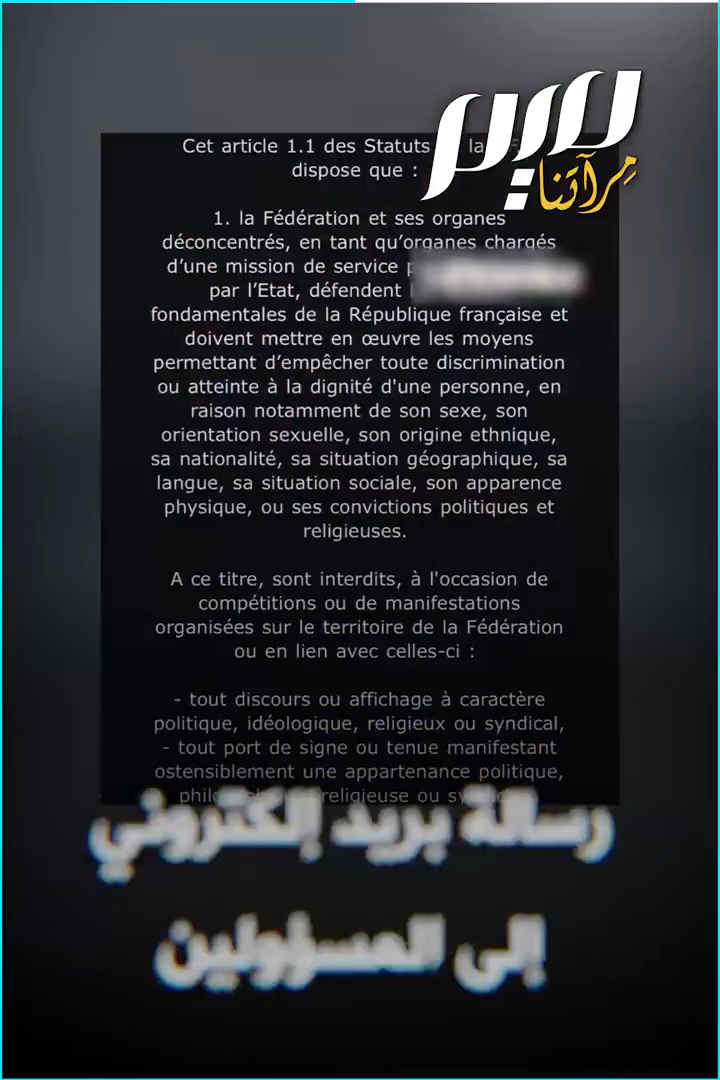 سير
مِرآتنا
Cet article 1.1 des Statuts la
dispose que :
1. la Fédération et ses organes
déconcentrés, en tant qu’organes chargés
d’une mission de service
par l’Etat, défendent
fondamentales de la République française et
doivent mettre en œuvre les moyens
permettant d’empêcher toute discrimination
ou atteinte à la dignité d'une personne, en
raison notamment de son sexe, son
orientation sexuelle, son origine ethnique,
sa nationalité, sa situation géographique, sa
langue, sa situation sociale, son apparence
physique, ou ses convictions politiques et
religieuses.
A ce titre, sont interdits, à l'occasion de
compétitions ou de manifestations
organisées sur le territoire de la Fédération
ou en lien avec celles-ci :
- tout discours ou affichage à caractère
politique, idéologique, religieux ou syndical,
- tout port de signe ou tenue manifestant
ostensiblement une appartenance politique,
religieuse ou
رسالة بريد إلكتروني
إلى المسؤولين